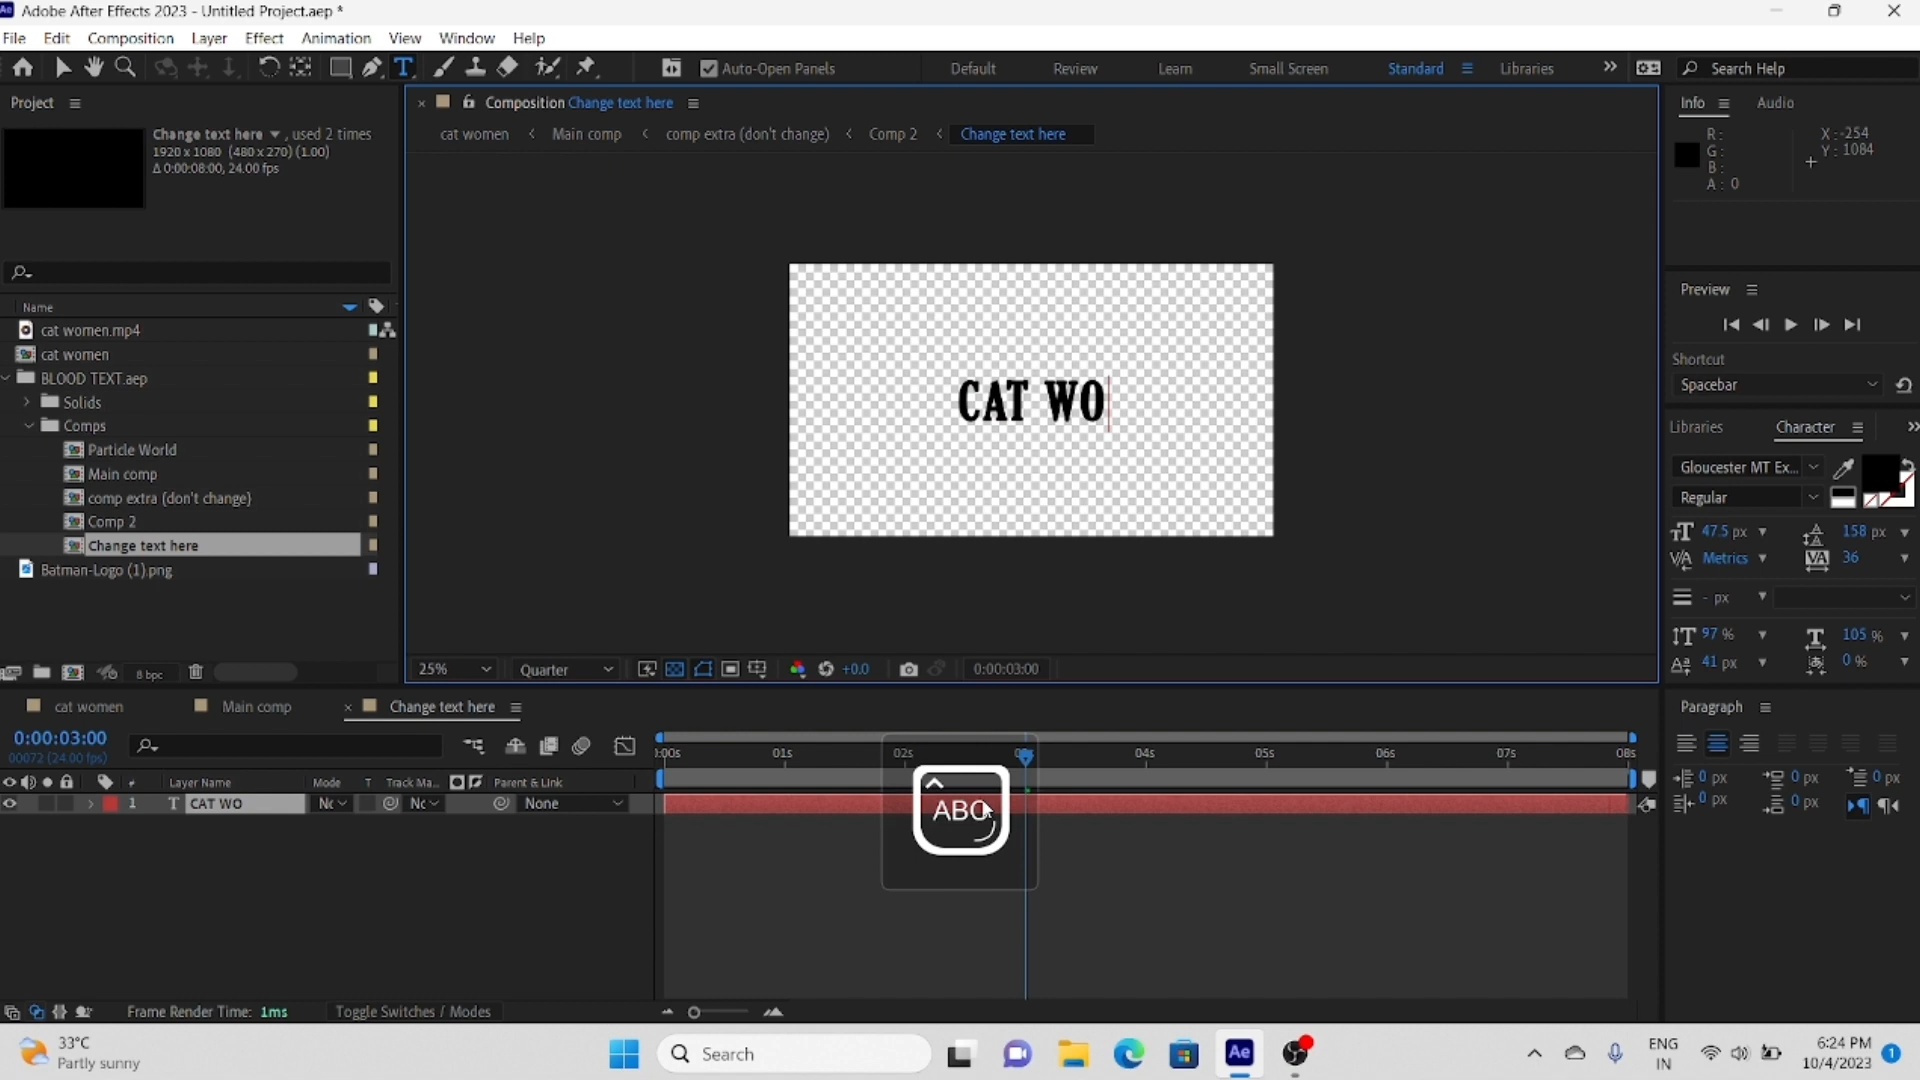 Ae Adobe After Effects 2023 - Untitled Project.aep *
File Edit Composition Layer Effect Animation View Window Help
T Auto-Open Panels Default Review Learn Small Screen Standard Libraries Search Help
Project
Change text here , used 2 times
1920 x 1080 (480 x 270) (1.00)
Δ 0:00:08:00, 24.00 fps
Composition Change text here
cat women Main comp comp extra (don't change) Comp 2 Change text here
Info Audio
R:
G:
B:
A: 0
X: -254
Y: 1084
Name
cat women.mp4
cat women
BLOOD TEXT.aep
Solids
Comps
Particle World
Main comp
comp extra (don't change)
Comp 2
Change text here
Batman-Logo (1).png
8 bpc
CAT WO
25% Quarter +0.0 0:00:03:00
Preview
Shortcut
Spacebar
Libraries Character
Gloucester MT Ex...
Regular
47.5 px 158 px
Metrics 36
- px
97 % 105 %
41 px 0 %
Paragraph
0 px 0 px 0 px
0 px 0 px
cat women Main comp Change text here
0:00:03:00
00072 (24.00 fps)
# Layer Name Mode T Track Ma... Parent & Link
1 T CAT WO None
):00s 01s 02s 04s 05s 06s 07s 08s
Frame Render Time: 1ms Toggle Switches / Modes
33°C
Partly sunny
Search
Ae
ENG
IN
6:24 PM
10/4/2023
1